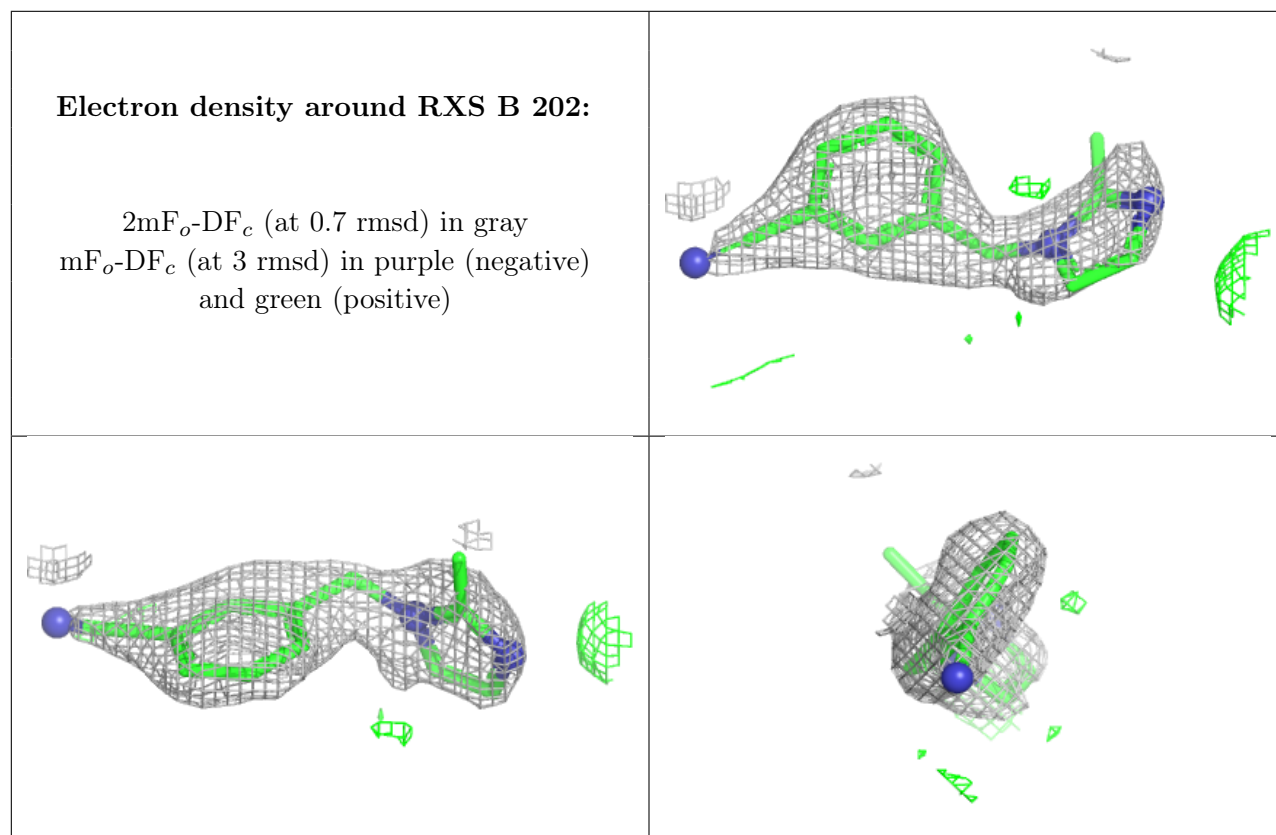 Electron density around RXS B 202:
2mFo-DFc (at 0.7 rmsd) in gray
mFo-DFc (at 3 rmsd) in purple (negative)
and green (positive)